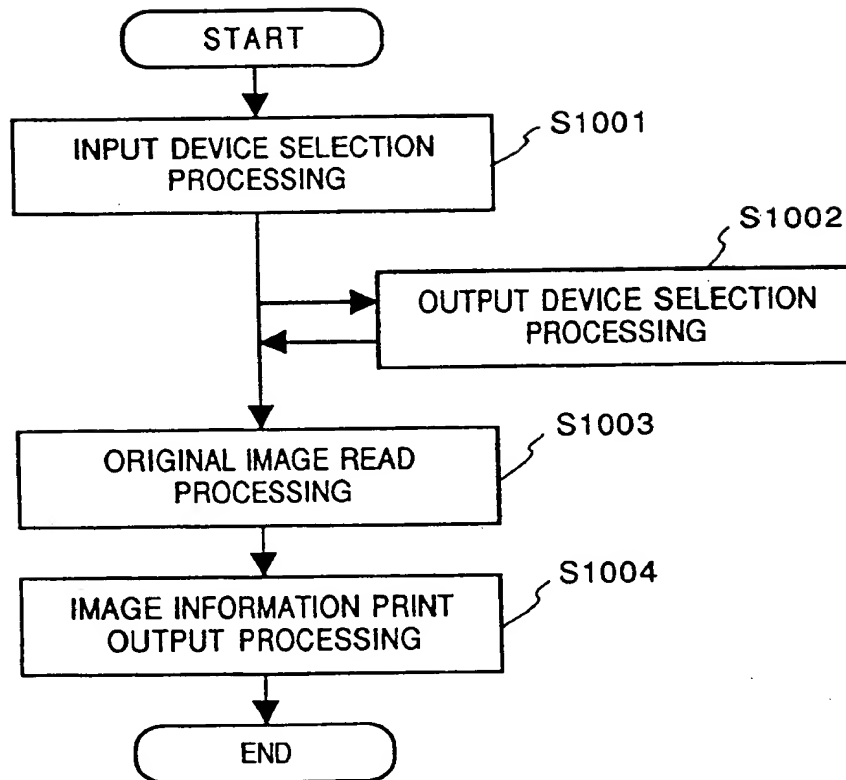 START
INPUT DEVICE SELECTION
PROCESSING
S1001
S1002
OUTPUT DEVICE SELECTION
PROCESSING
S1003
ORIGINAL IMAGE READ
PROCESSING
S1004
IMAGE INFORMATION PRINT
OUTPUT PROCESSING
END